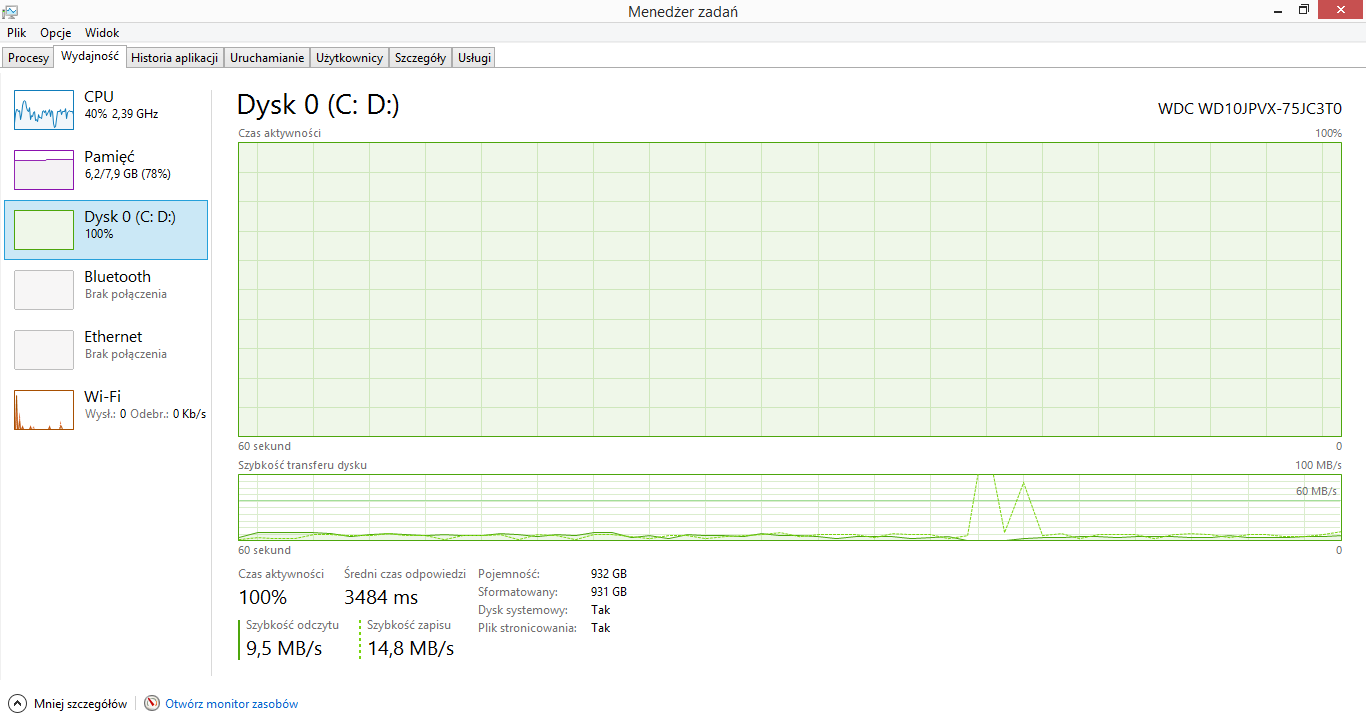 Menedżer zadań
Plik Opcje Widok
Procesy Wydajność Historia aplikacji Uruchamianie Użytkownicy Szczegóły Usługi
CPU
40% 2,39 GHz
Pamięć
6,2/7,9 GB (78%)
Dysk 0 (C: D:)
100%
Bluetooth
Brak połączenia
Ethernet
Brak połączenia
Wi-Fi
Wysł.: 0 Odebr.: 0 Kb/s
Dysk 0 (C: D:) WDC WD10JPVX-75JC3T0
Czas aktywności 100%
60 sekund 0
Szybkość transferu dysku 100 MB/s
60 MB/s
60 sekund 0
Czas aktywności Średni czas odpowiedzi
100% 3484 ms
Szybkość odczytu Szybkość zapisu
9,5 MB/s 14,8 MB/s
Pojemność: 932 GB
Sformatowany: 931 GB
Dysk systemowy: Tak
Plik stronicowania: Tak
Mniej szczegółów Otwórz monitor zasobów